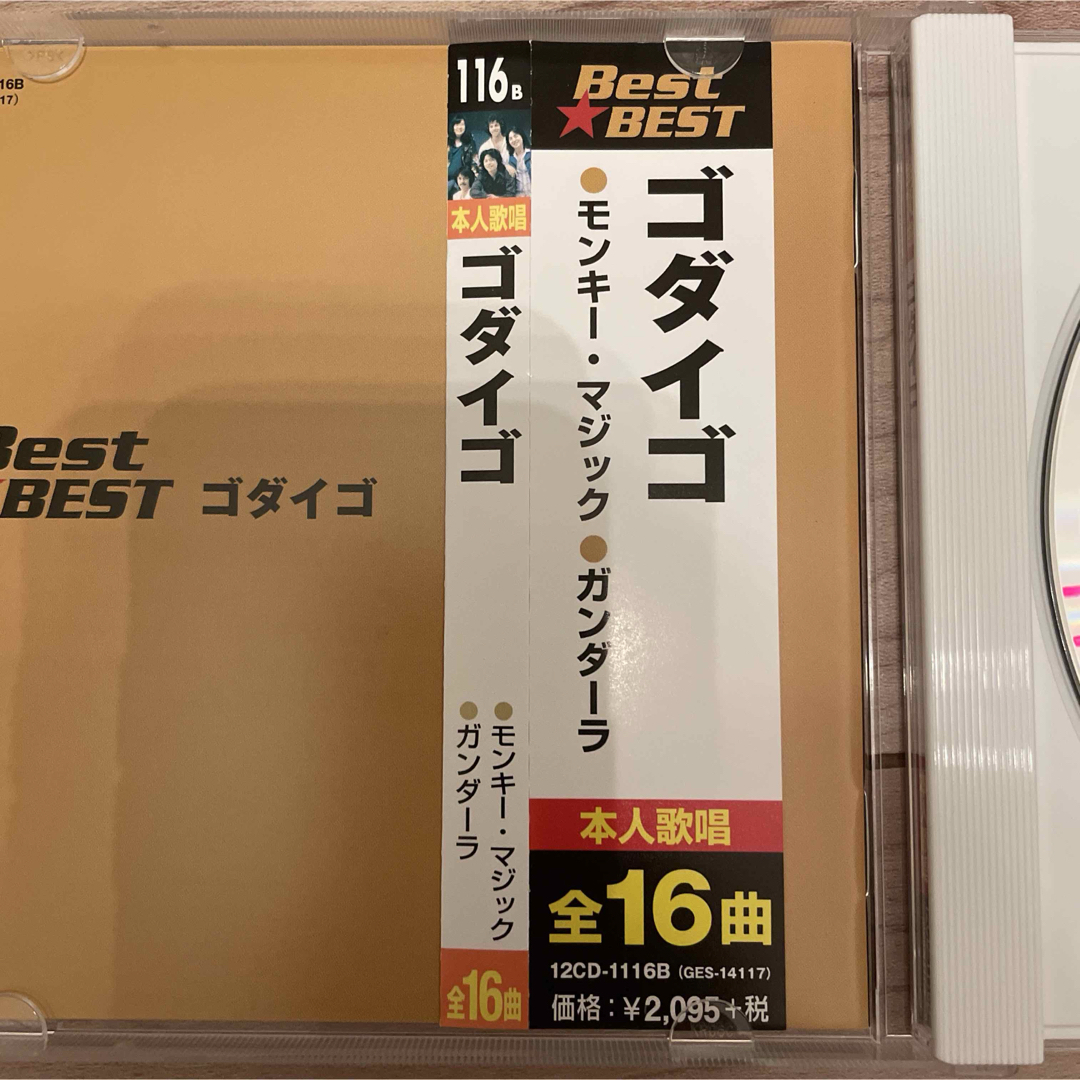 16B
17）
Best
BEST ゴダイゴ
116B
本人歌唱
ゴダイゴ
●モンキー・マジック
●ガンダーラ
全16曲
Best
★BEST
ゴダイゴ
●モンキー・マジック●ガンダーラ
本人歌唱
全16曲
12CD-1116B（GES-14117）
価格：¥2,095+税